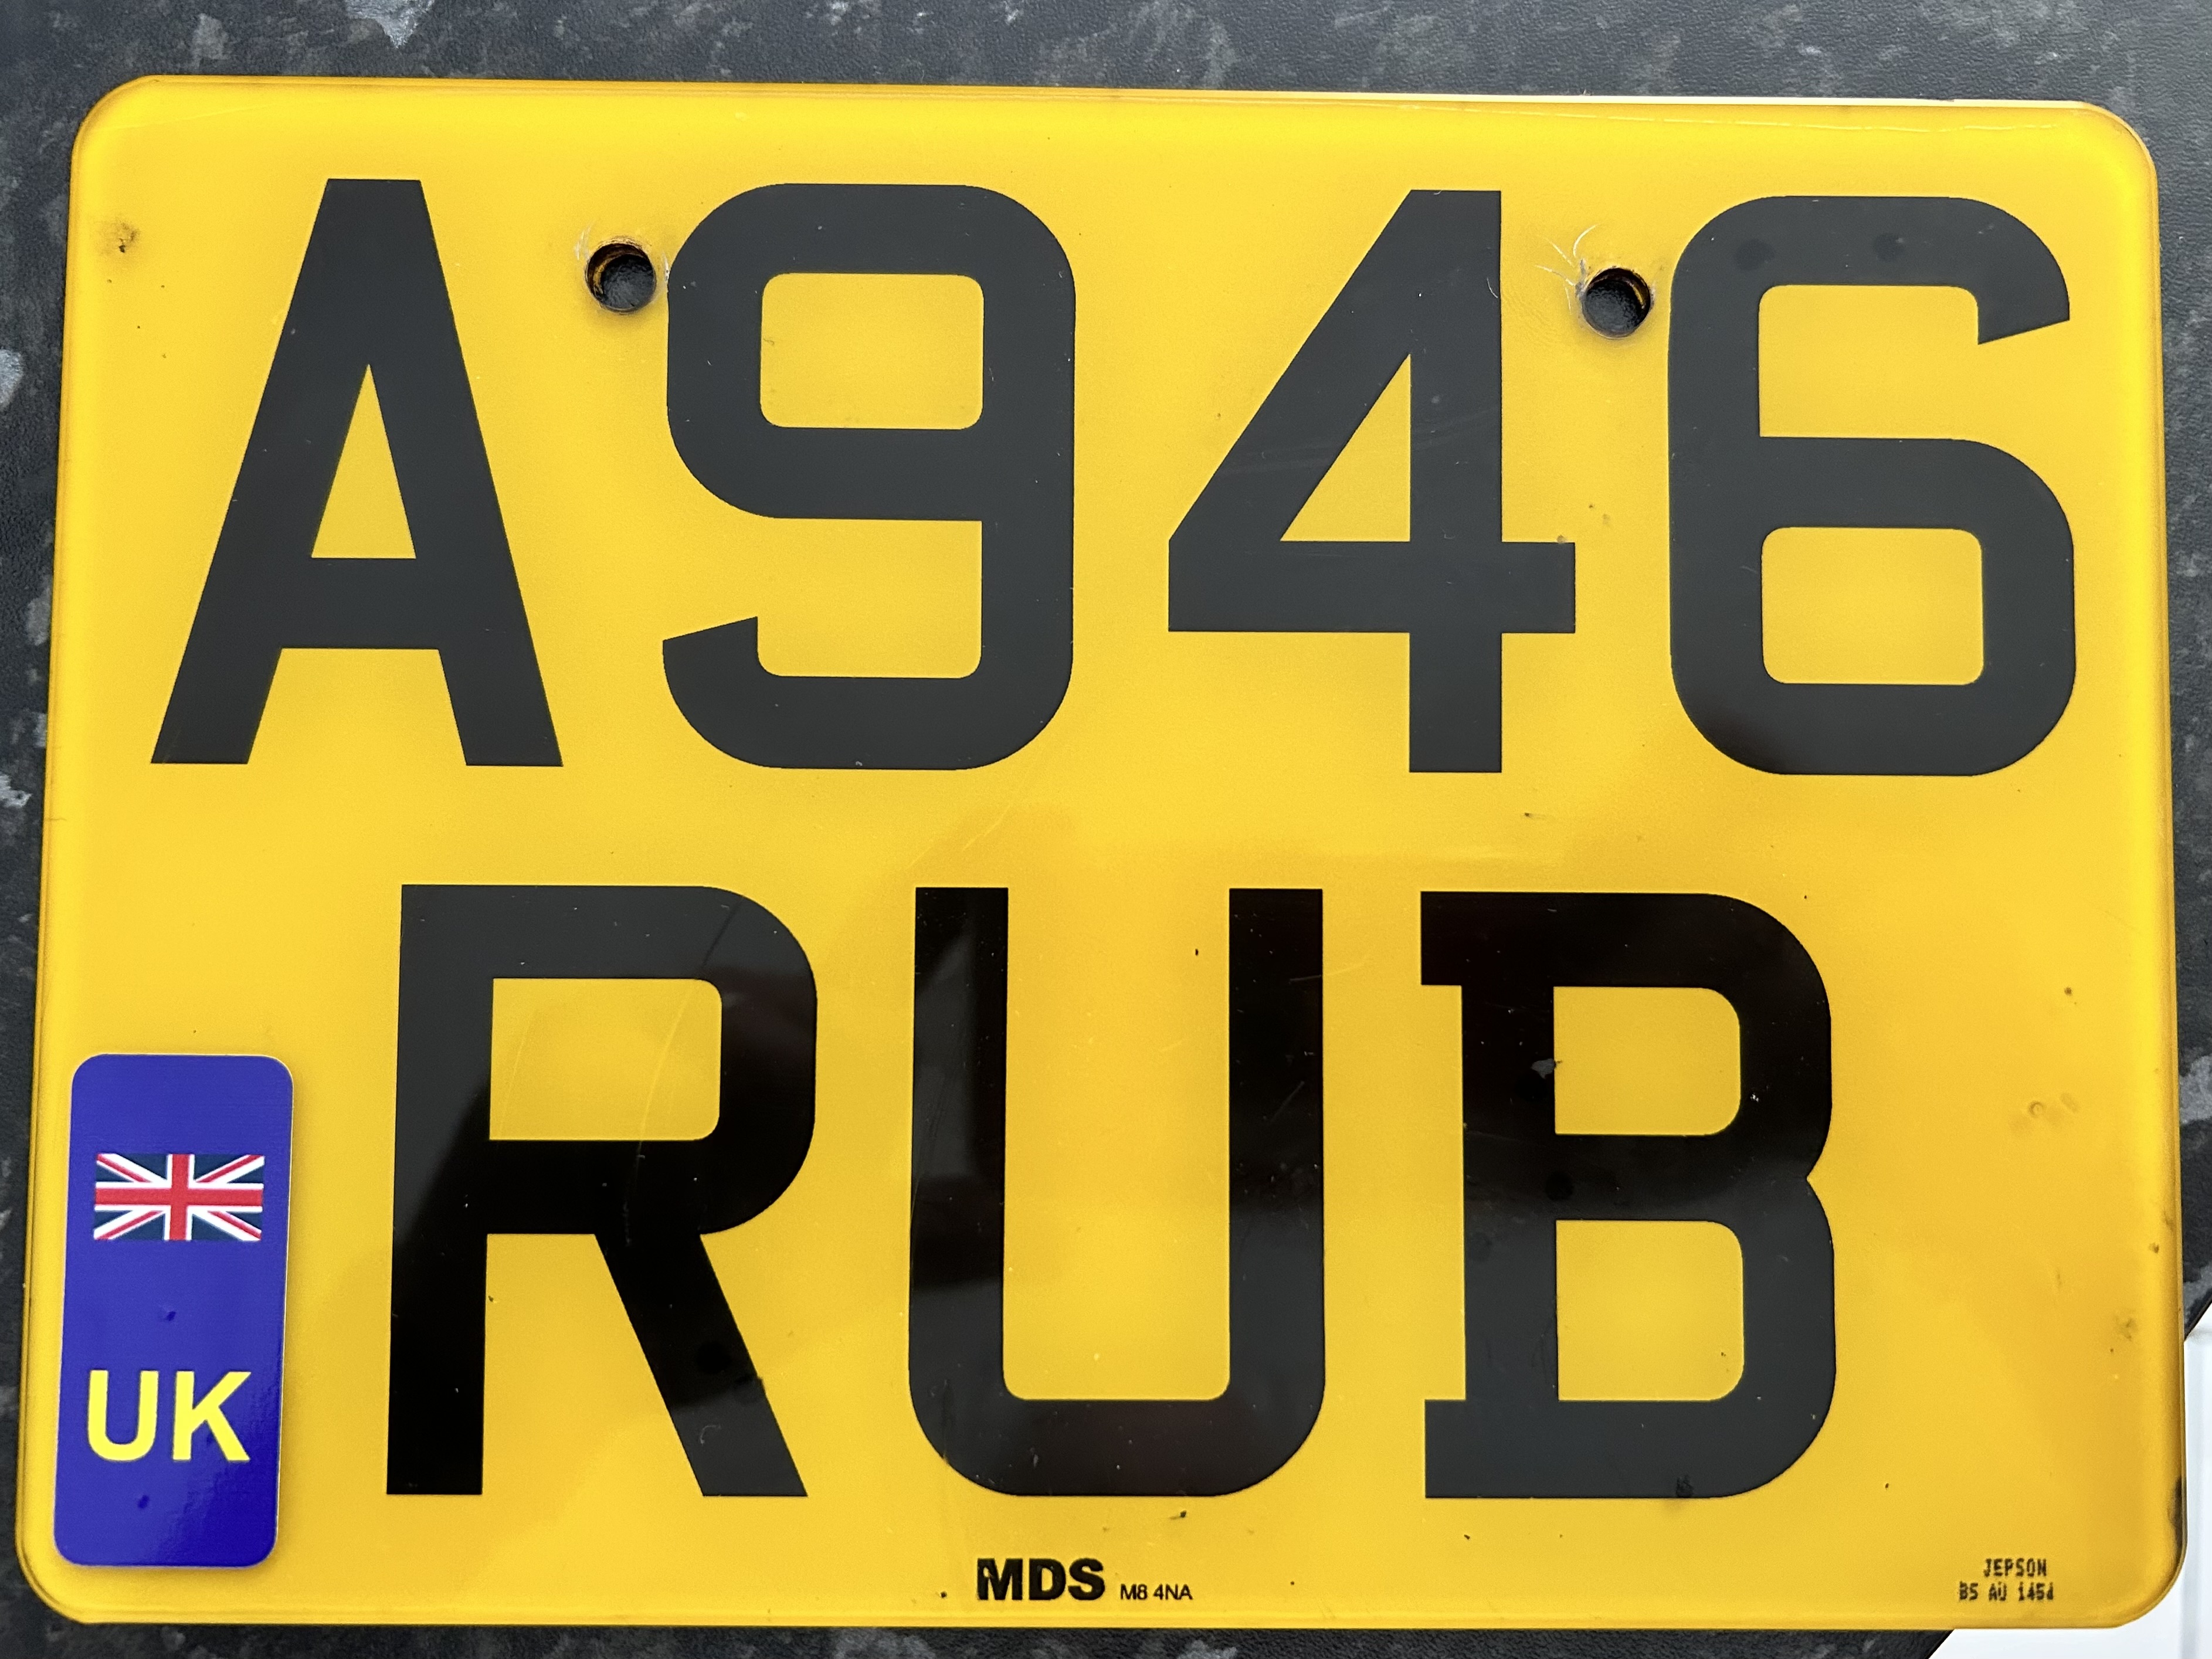 A946
RUB
UK
MDS M8 4NA
JEPSON
BS AU 145d